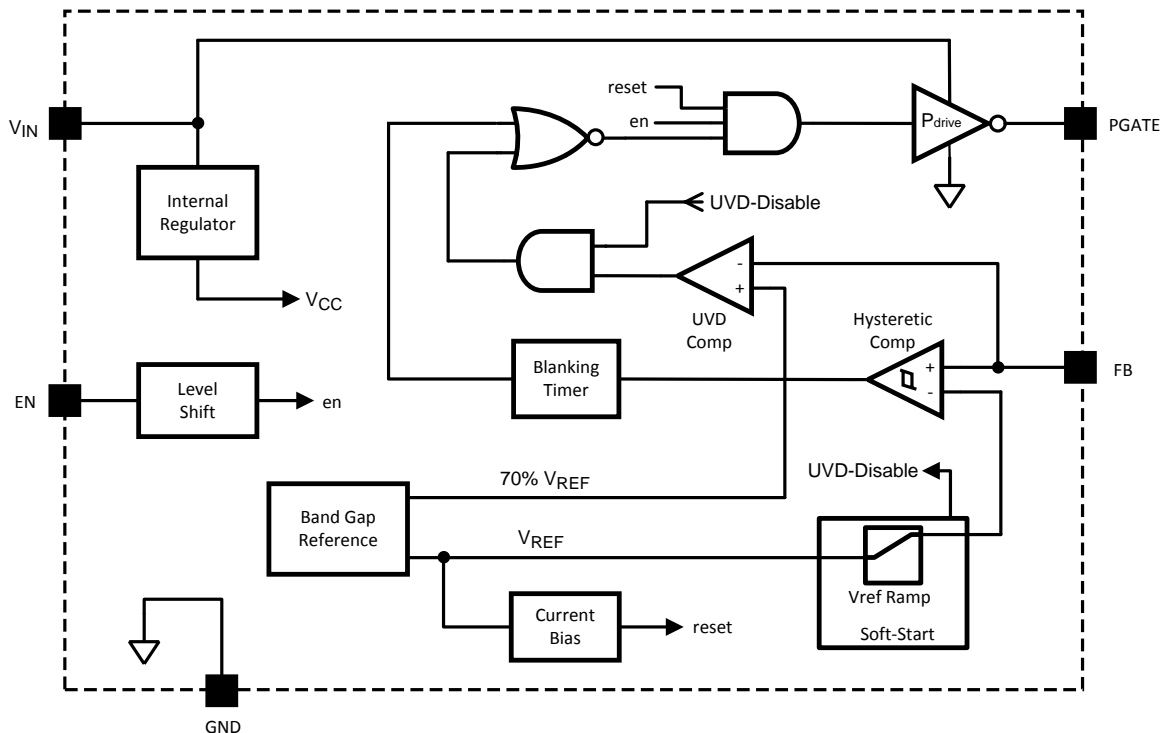 reset
VIN
en
Pdrive
PGATE
Internal
Regulator
UVD-Disable
-
+
VCC
UVD
Comp
Hysteretic
Comp
Blanking
Timer
+
-
FB
EN
Level
Shift
en
70% VREF
UVD-Disable
Band Gap
Reference
VREF
Vref Ramp
Current
Bias
reset
Soft-Start
GND